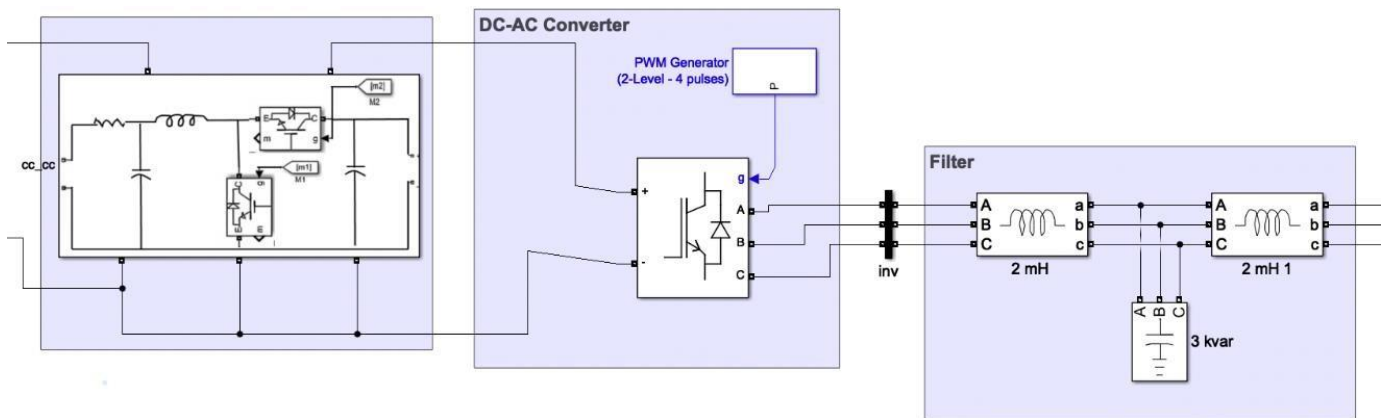 cc_cc
[m2]
M2
E
C
m
g
[m1]
M1
C
g
E
m
DC-AC Converter
PWM Generator
(2-Level - 4 pulses)
P
g
+
A
B
-
C
inv
Filter
A
B
C
a
b
c
2 mH
A
B
C
a
b
c
2 mH 1
A
B
C
3 kvar